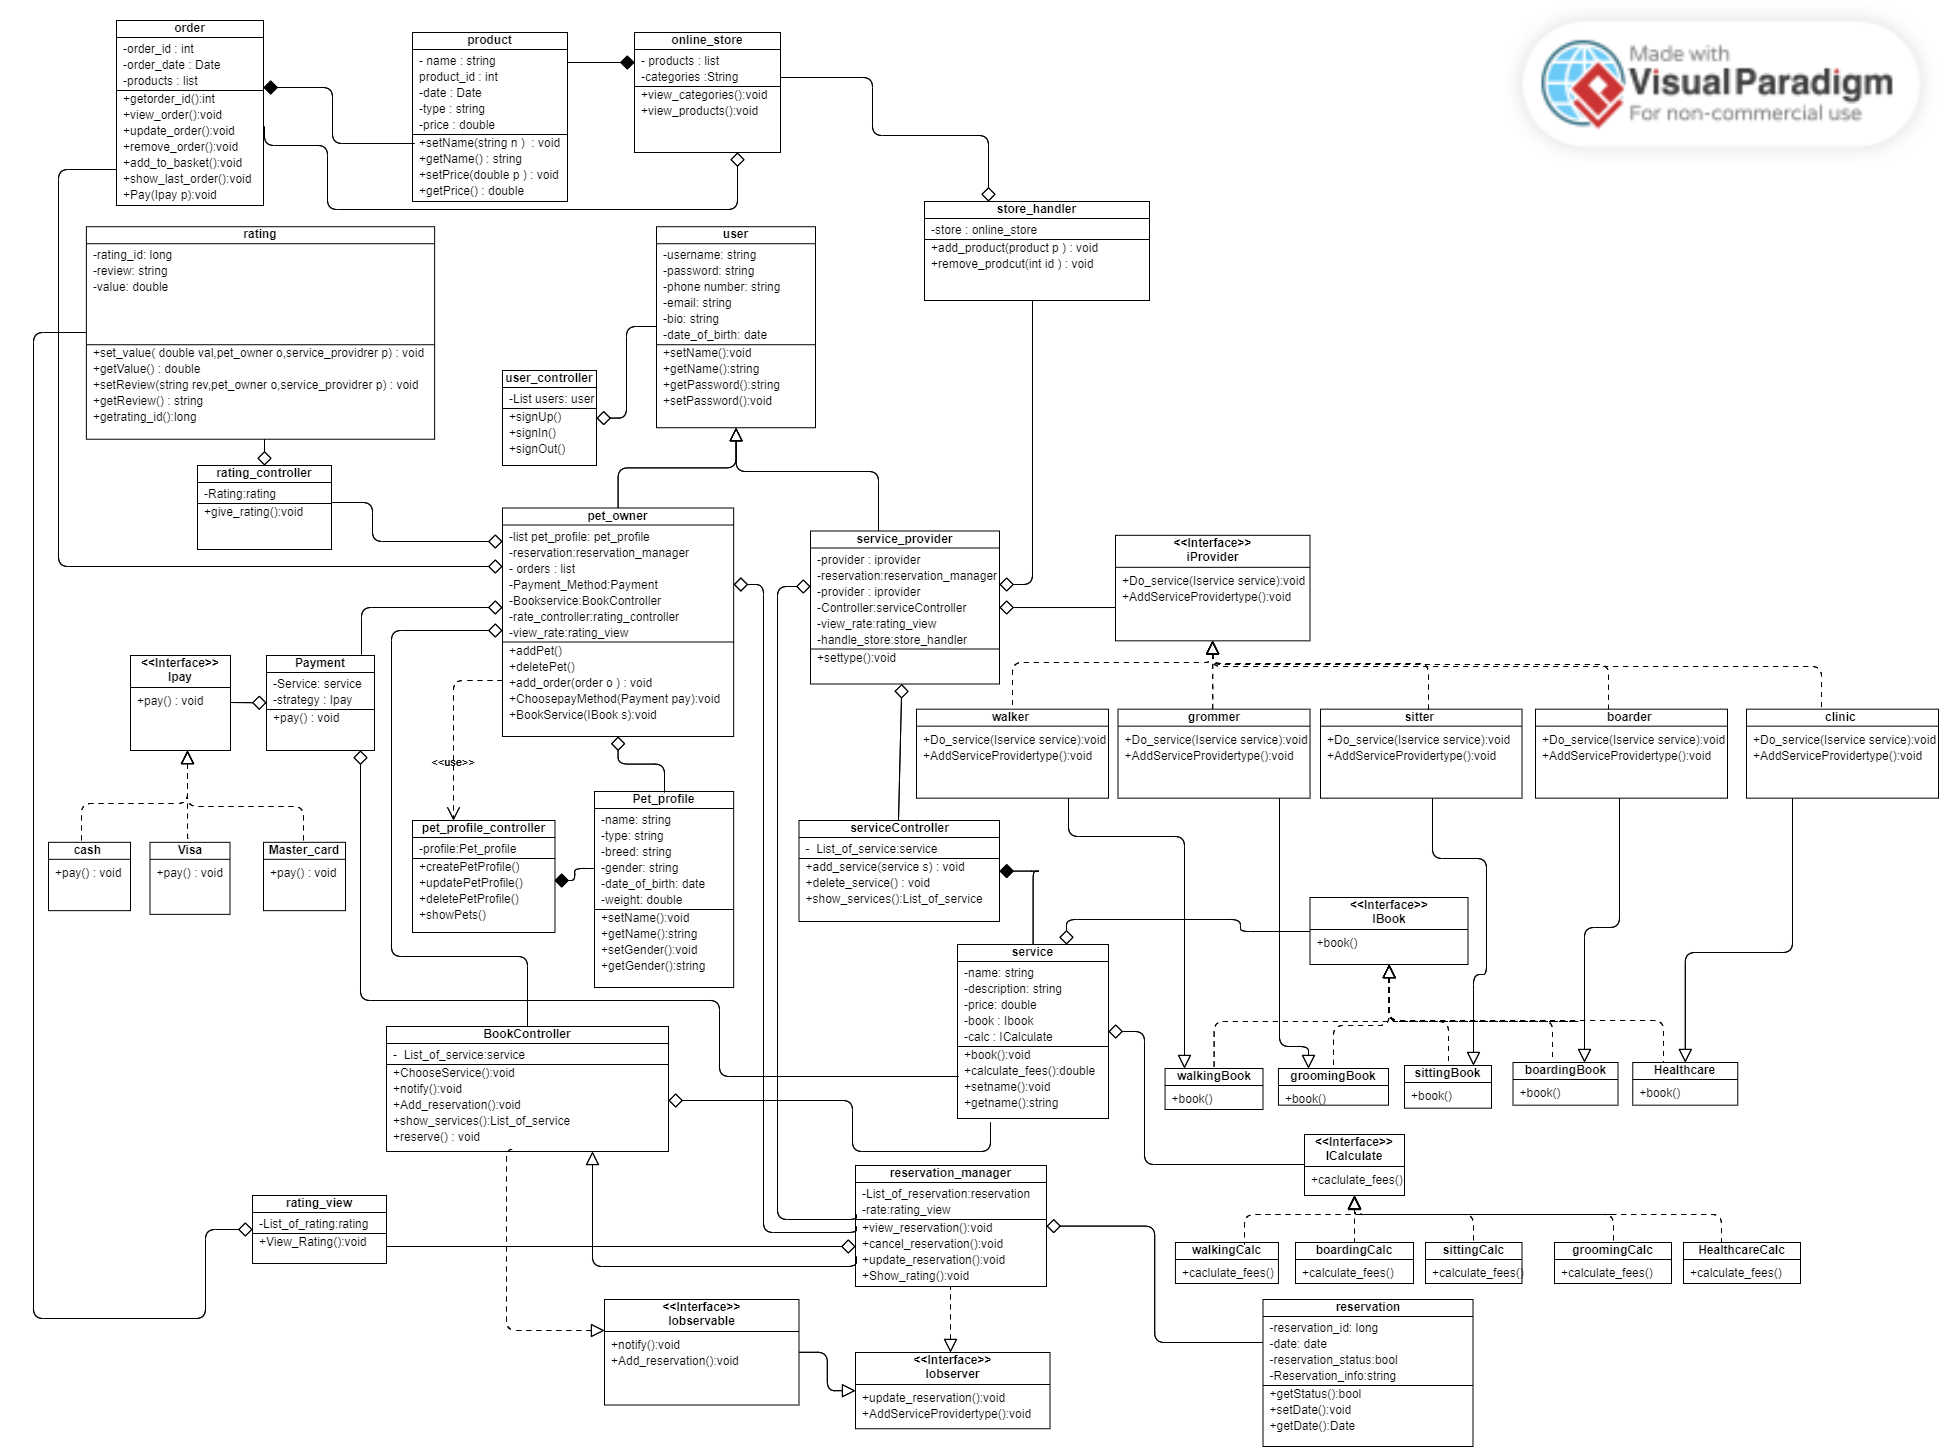 order
-order_id : int
-order_date : Date
-products : list
+getorder_id():int
+view_order():void
+update_order():void
+remove_order():void
+add_to_basket():void
+show_last_order():void
+Pay(Ipay p):void
product
- name : string
product_id : int
-date : Date
-type : string
-price : double
+setName(string n ) : void
+getName() : string
+setPrice(double p ) : void
+getPrice() : double
online_store
- products : list
-categories :String
+view_categories():void
+view_products():void
Made with
VisualParadigm
For non-commercial use
store_handler
-store : online_store
+add_product(product p ) : void
+remove_prodcut(int id ) : void
rating
-rating_id: long
-review: string
-value: double
+set_value( double val,pet_owner o,service_providrer p) : void
+getValue() : double
+setReview(string rev,pet_owner o,service_providrer p) : void
+getReview() : string
+getrating_id():long
user
-username: string
-password: string
-phone number: string
-email: string
-bio: string
-date_of_birth: date
+setName():void
+getName():string
+getPassword():string
+setPassword():void
user_controller
-List users: user
+signUp()
+signIn()
+signOut()
rating_controller
-Rating:rating
+give_rating():void
pet_owner
-list pet_profile: pet_profile
-reservation:reservation_manager
- orders : list
-Payment_Method:Payment
-Bookservice:BookController
-rate_controller:rating_controller
-view_rate:rating_view
+addPet()
+deletePet()
+add_order(order o ) : void
+ChoosepayMethod(Payment pay):void
+BookService(IBook s):void
service_provider
-provider : iprovider
-reservation:reservation_manager
-provider : iprovider
-Controller:serviceController
-view_rate:rating_view
-handle_store:store_handler
+settype():void
<<Interface>>
iProvider
+Do_service(Iservice service):void
+AddServiceProvidertype():void
<<Interface>>
Ipay
+pay() : void
Payment
-Service: service
-strategy : Ipay
+pay() : void
walker
+Do_service(Iservice service):void
+AddServiceProvidertype():void
grommer
+Do_service(Iservice service):void
+AddServiceProvidertype():void
sitter
+Do_service(Iservice service):void
+AddServiceProvidertype():void
boarder
+Do_service(Iservice service):void
+AddServiceProvidertype():void
clinic
+Do_service(Iservice service):void
+AddServiceProvidertype():void
<<use>>
cash
+pay() : void
Visa
+pay() : void
Master_card
+pay() : void
pet_profile_controller
-profile:Pet_profile
+createPetProfile()
+updatePetProfile()
+deletePetProfile()
+showPets()
Pet_profile
-name: string
-type: string
-breed: string
-gender: string
-date_of_birth: date
-weight: double
+setName():void
+getName():string
+setGender():void
+getGender():string
serviceController
- List_of_service:service
+add_service(service s) : void
+delete_service() : void
+show_services():List_of_service
<<Interface>>
IBook
+book()
service
-name: string
-description: string
-price: double
-book : Ibook
-calc : ICalculate
+book():void
+calculate_fees():double
+setname():void
+getname():string
BookController
- List_of_service:service
+ChooseService():void
+notify():void
+Add_reservation():void
+show_services():List_of_service
+reserve() : void
walkingBook
+book()
groomingBook
+book()
sittingBook
+book()
boardingBook
+book()
Healthcare
+book()
<<Interface>>
ICalculate
+caclulate_fees()
reservation_manager
-List_of_reservation:reservation
-rate:rating_view
+view_reservation():void
+cancel_reservation():void
+update_reservation():void
+Show_rating():void
rating_view
-List_of_rating:rating
+View_Rating():void
walkingCalc
+caclulate_fees()
boardingCalc
+calculate_fees()
sittingCalc
+calculate_fees()
groomingCalc
+calculate_fees()
HealthcareCalc
+calculate_fees()
<<Interface>>
Iobservable
+notify():void
+Add_reservation():void
<<Interface>>
Iobserver
+update_reservation():void
+AddServiceProvidertype():void
reservation
-reservation_id: long
-date: date
-reservation_status:bool
-Reservation_info:string
+getStatus():bool
+setDate():void
+getDate():Date